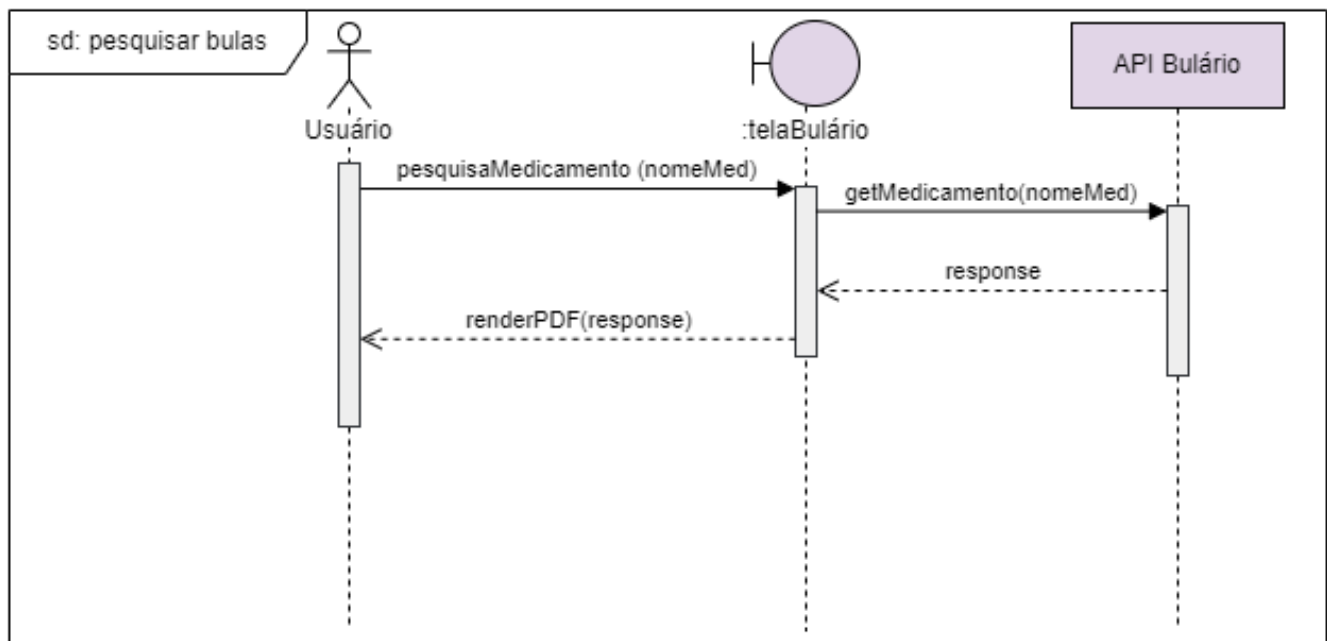 sd: pesquisar bulas
API Bulário
Usuário
:telaBulário
pesquisaMedicamento (nomeMed)
getMedicamento(nomeMed)
response
renderPDF(response)